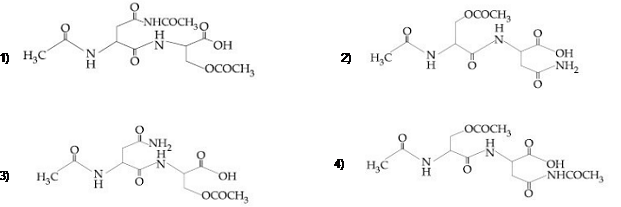 1) H₃C O N H O NHCOCH₃ O H N O OH OCOCH₃
2) H₃C O N H OCOCH₃ O H N O OH NH₂ O
3) H₃C O N H O NH₂ O H N O OH OCOCH₃
4) H₃C O N H OCOCH₃ O H N O OH NHCOCH₃ O